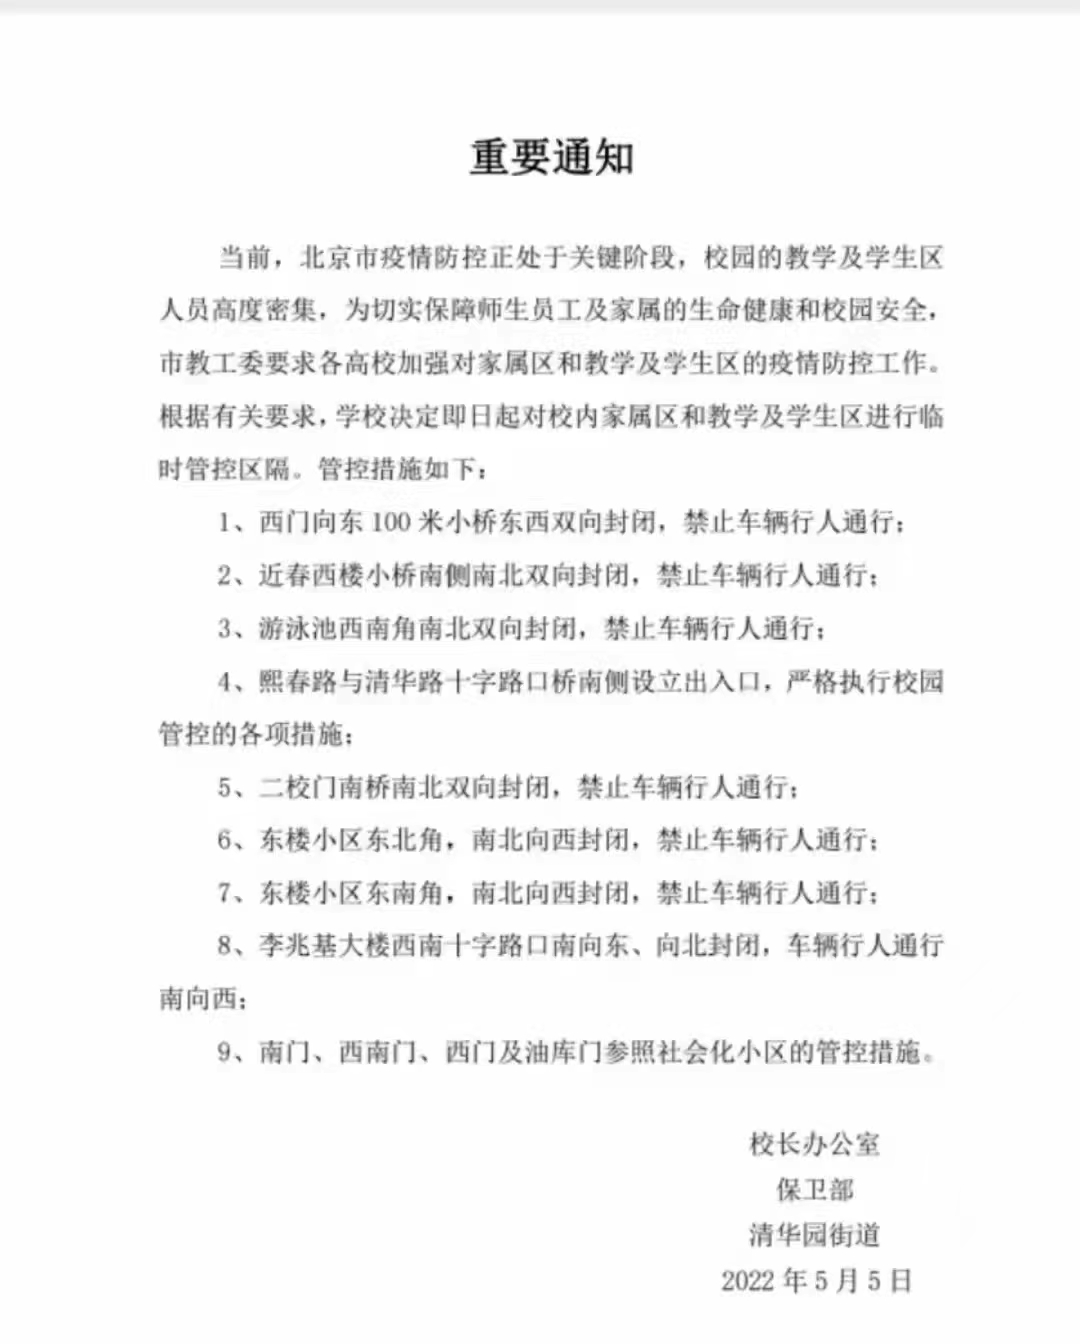 重要通知
当前，北京市疫情防控正处于关键阶段，校园的教学及学生区
人员高度密集，为切实保障师生员工及家属的生命健康和校园安全，
市教工委要求各高校加强对家属区和教学及学生区的疫情防控工作。
根据有关要求，学校决定即日起对校内家属区和教学及学生区进行临
时管控区隔。管控措施如下：
1、西门向东 100 米小桥东西双向封闭，禁止车辆行人通行；
2、近春西楼小桥南侧南北双向封闭，禁止车辆行人通行；
3、游泳池西南角南北双向封闭，禁止车辆行人通行；
4、熙春路与清华路十字路口桥南侧设立出入口，严格执行校园
管控的各项措施；
5、二校门南桥南北双向封闭，禁止车辆行人通行；
6、东楼小区东北角，南北向西封闭，禁止车辆行人通行；
7、东楼小区东南角，南北向西封闭，禁止车辆行人通行；
8、李兆基大楼西南十字路口南向东、向北封闭，车辆行人通行
南向西；
9、南门、西南门、西门及油库门参照社会化小区的管控措施。
校长办公室
保卫部
清华园街道
2022 年 5 月 5 日